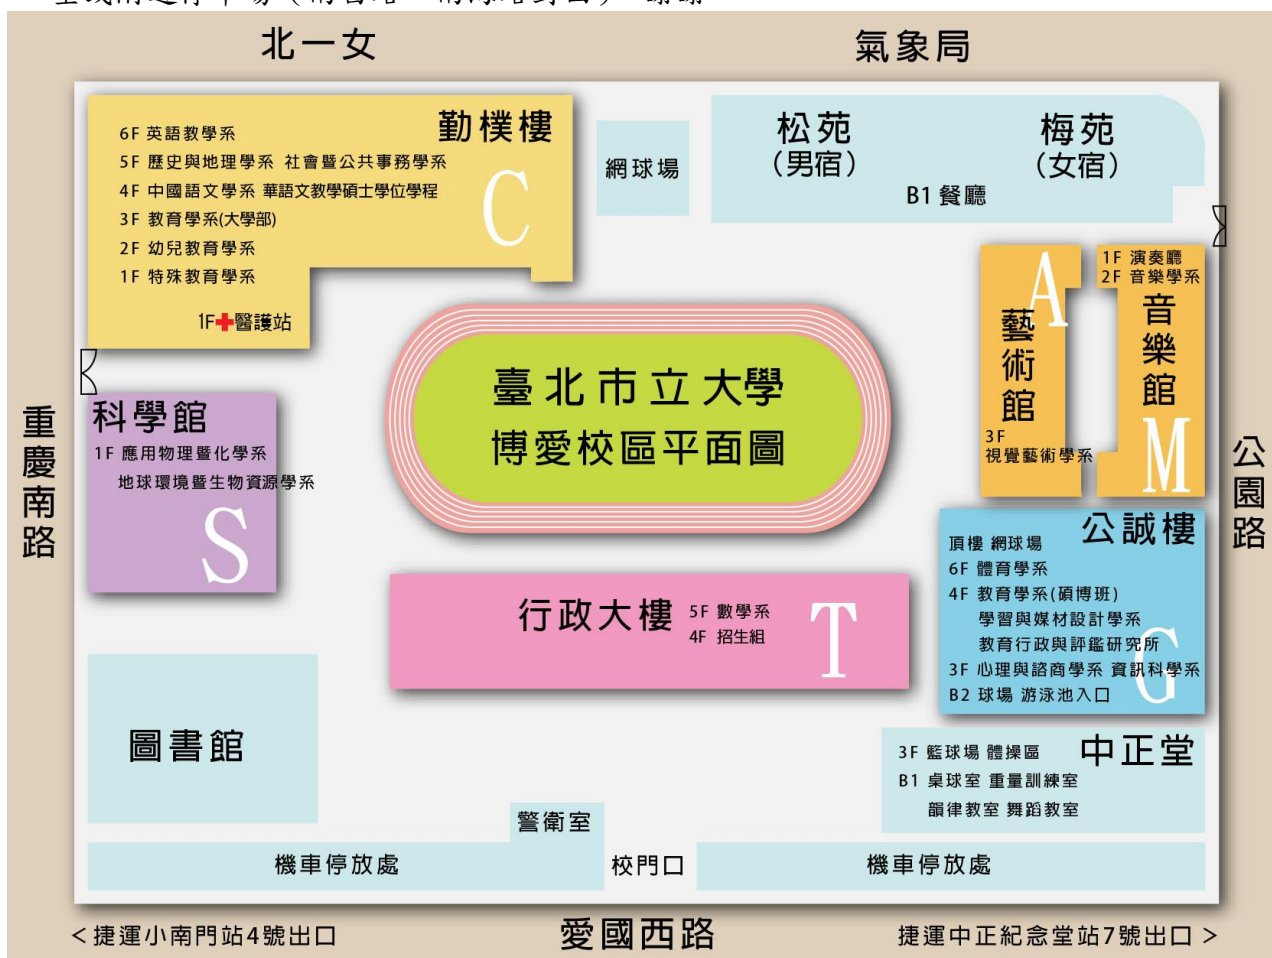 北一女
氣象局
勤樸樓
6F 英語教學系
5F 歷史與地理學系 社會暨公共事務學系
4F 中國語文學系 華語文教學碩士學位學程
3F 教育學系(大學部)
2F 幼兒教育學系
1F 特殊教育學系
C
1F 醫護站
網球場
松苑
(男宿)
梅苑
(女宿)
B1 餐廳
A
藝術館
3F
視覺藝術學系
1F 演奏廳
2F 音樂學系
音樂館
M
臺北市立大學
博愛校區平面圖
重慶南路
科學館
1F 應用物理暨化學系
地球環境暨生物資源學系
S
公園路
公誠樓
頂樓 網球場
6F 體育學系
4F 教育學系(碩博班)
學習與媒材設計學系
教育行政與評鑑研究所
3F 心理與諮商學系 資訊科學系
B2 球場 游泳池入口
G
行政大樓
5F 數學系
4F 招生組
T
圖書館
中正堂
3F 籃球場 體操區
B1 桌球室 重量訓練室
韻律教室 舞蹈教室
警衛室
機車停放處
校門口
機車停放處
<捷運小南門站4號出口
愛國西路
捷運中正紀念堂站7號出口>